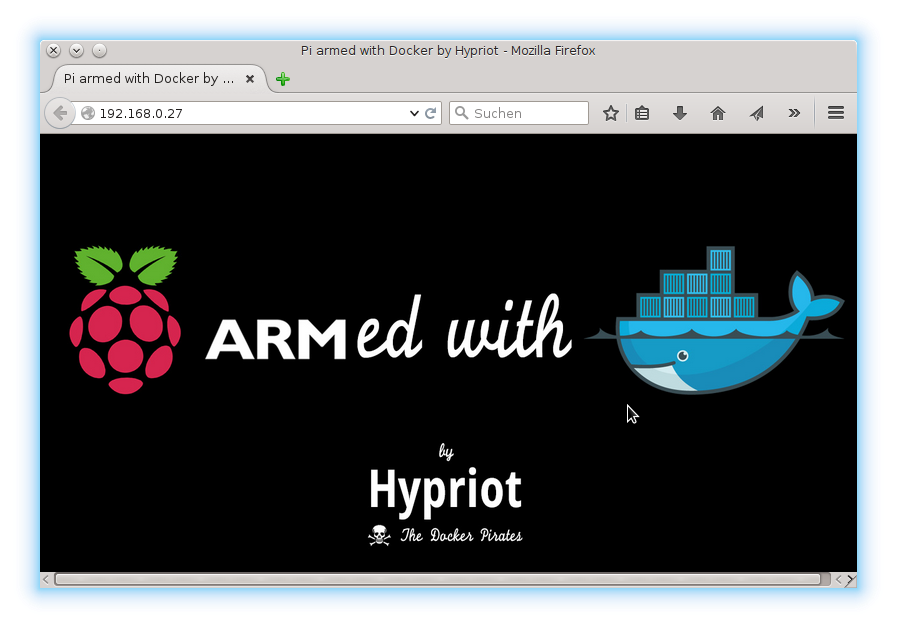 Pi armed with Docker by Hypriot - Mozilla Firefox
Pi armed with Docker by ...
192.168.0.27
Suchen
ARMed with
by
Hypriot
The Docker Pirates